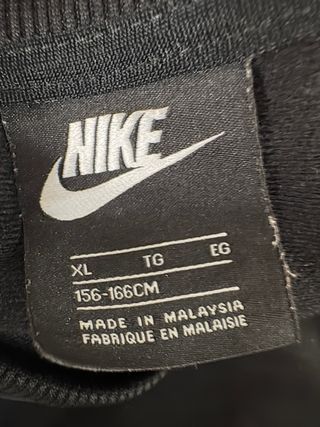 NIKE
XL TG EG
156-166CM
MADE IN MALAYSIA
FABRIQUE EN MALAISIE